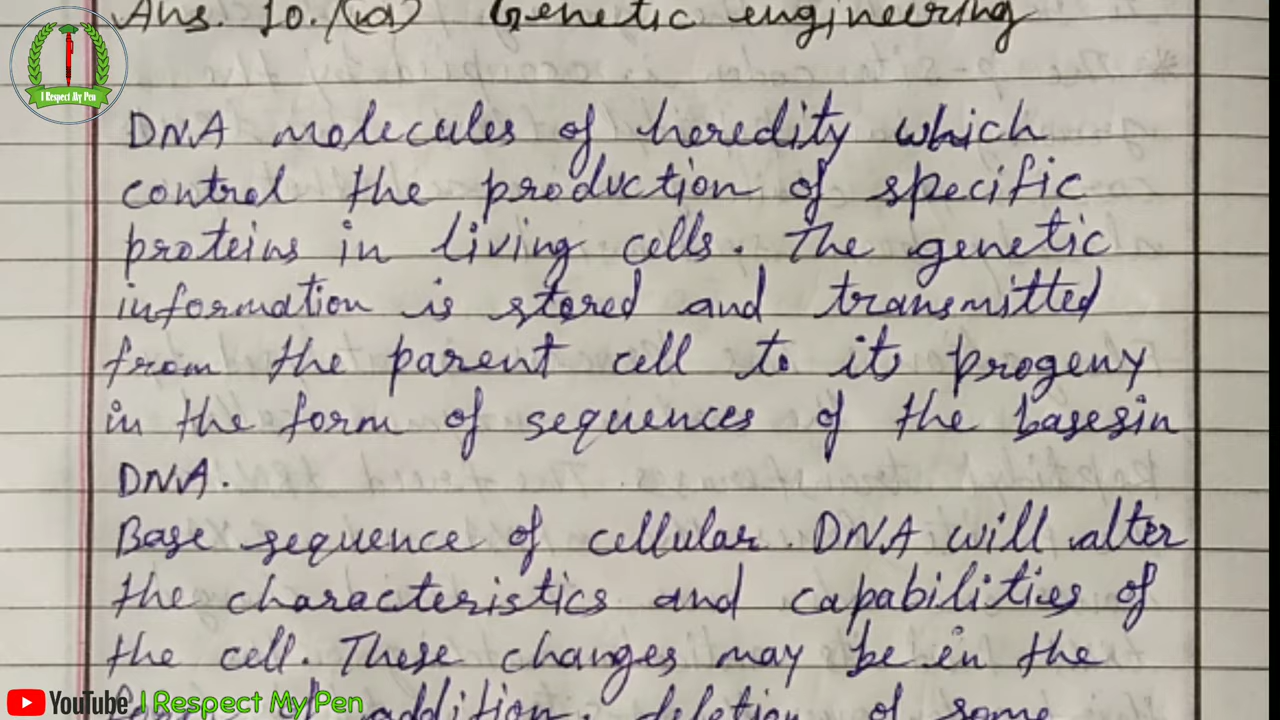 Ans. 10. (a) Genetic engineering
I Respect My Pen
DNA molecules of heredity which
control the production of specific
proteins in living cells. The genetic
information is stored and transmitted
from the parent cell to its progeny
in the form of sequences of the basesin
DNA.
Base sequence of cellular. DNA will alter
the characteristics and capabilities of
the cell. These changes may be in the
form of addition, deletion of some
YouTube I Respect My Pen